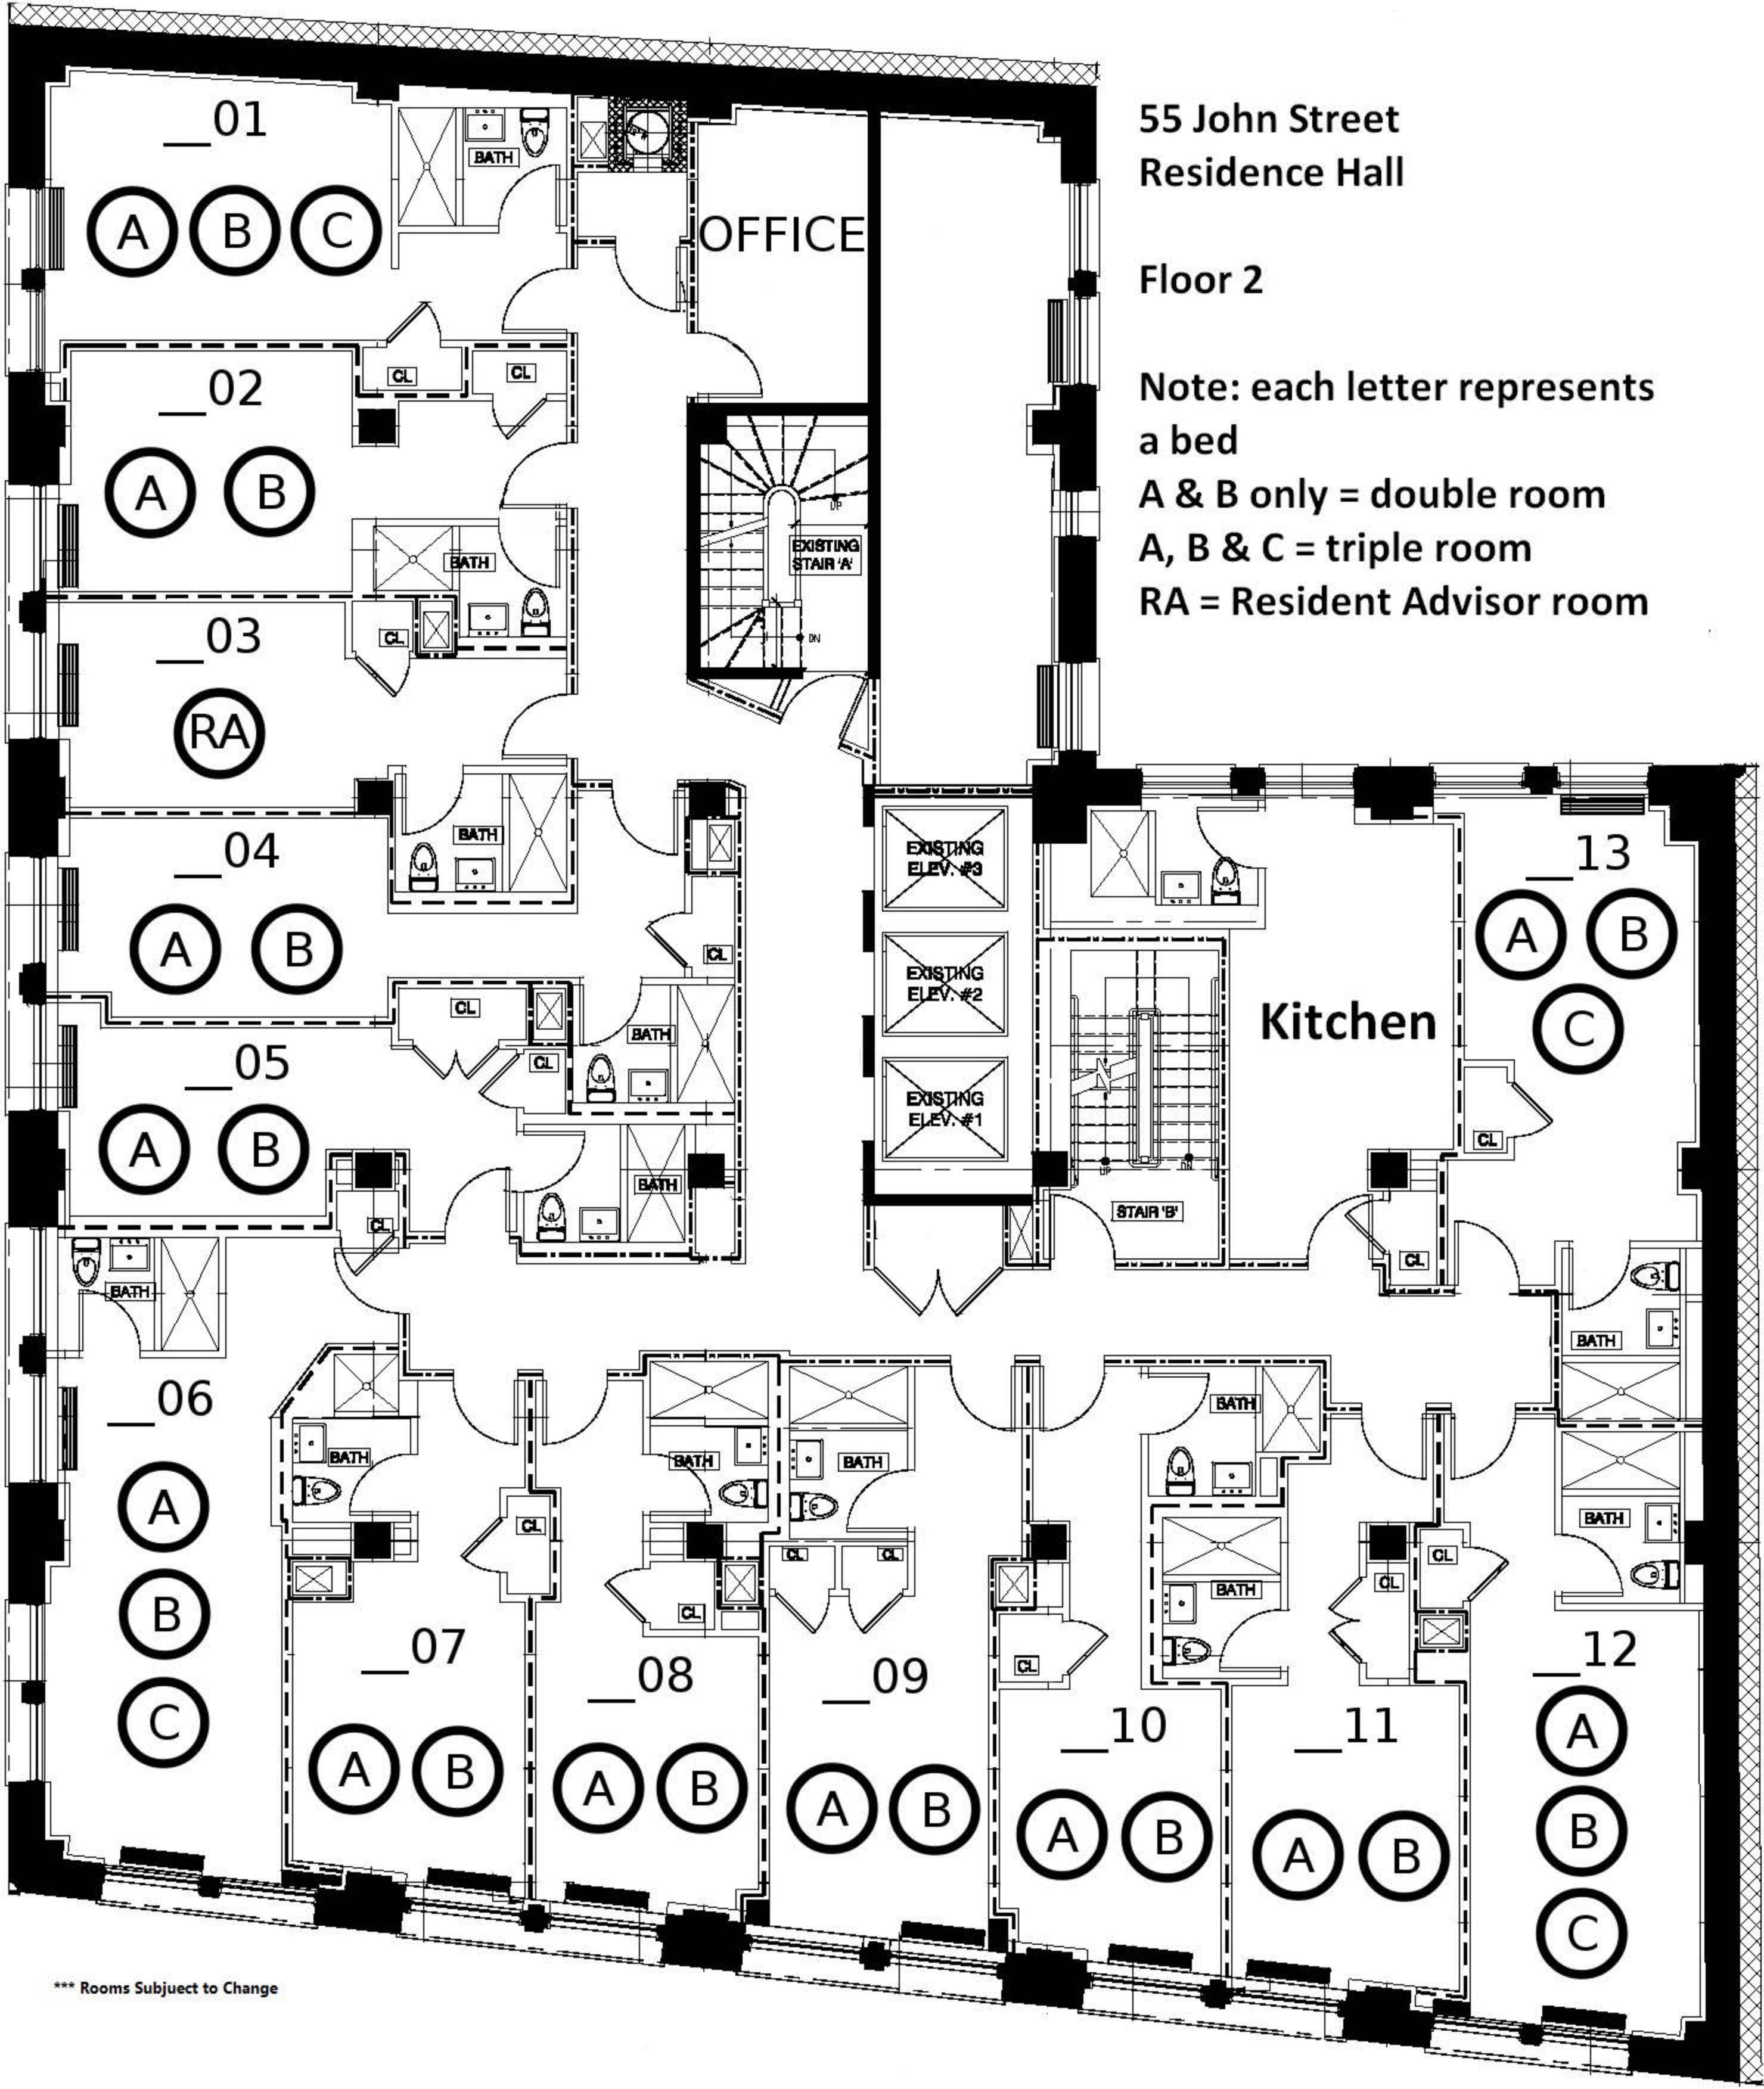 55 John Street
Residence Hall
Floor 2
Note: each letter represents
a bed
A & B only = double room
A, B & C = triple room
RA = Resident Advisor room
__01
A B C
BATH
OFFICE
CL
CL
__02
A B
BATH
UP
EXISTING
STAIR 'A'
DN
__03
CL
RA
BATH
__04
A B
CL
CL
BATH
EXISTING
ELEV. #3
EXISTING
ELEV. #2
EXISTING
ELEV. #1
Kitchen
__13
A B
C
CL
__05
CL
A B
BATH
CL
UP
DN
STAIR 'B'
CL
BATH
BATH
__06
A
B
C
BATH
CL
__07
A B
BATH
CL
__08
A B
BATH
CL
CL
__09
A B
BATH
CL
__10
A B
BATH
CL
__11
A B
CL
BATH
__12
A
B
C
*** Rooms Subjuect to Change